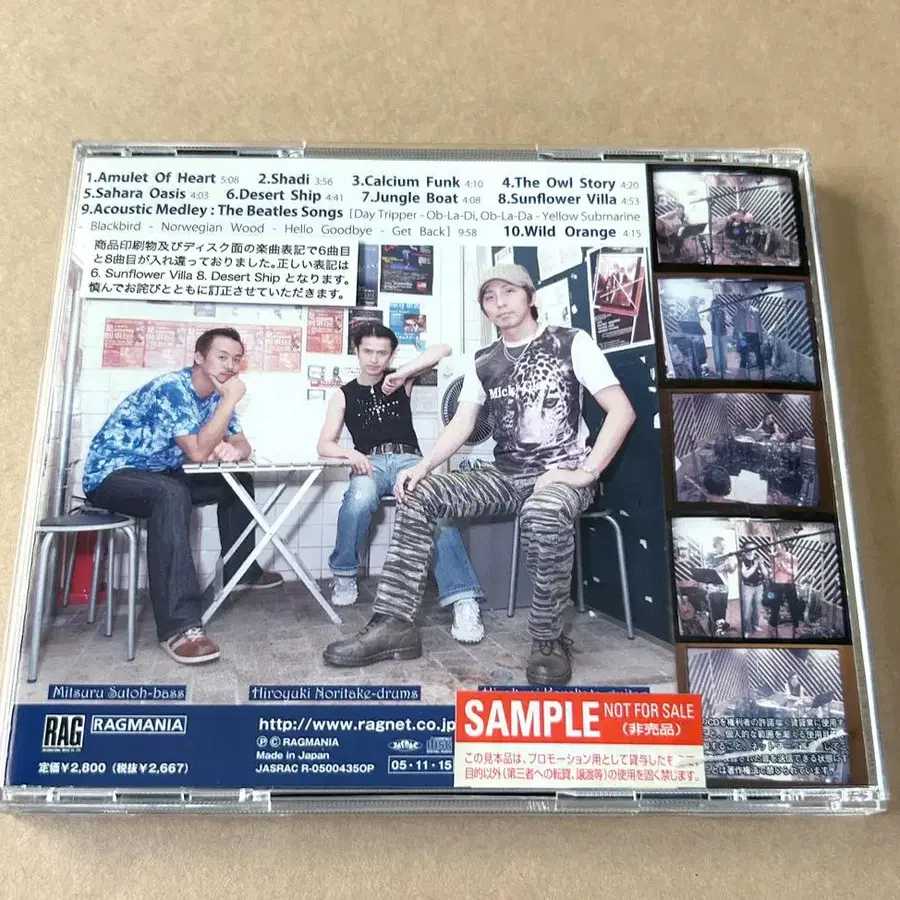 1.Amulet Of Heart 5:08 2.Shadi 3:56 3.Calcium Funk 4:10 4.The Owl Story 4:20
5.Sahara Oasis 4:03 6.Desert Ship 4:41 7.Jungle Boat 4:08 8.Sunflower Villa 4:53
9.Acoustic Medley : The Beatles Songs [Day Tripper - Ob-La-Di, Ob-La-Da - Yellow Submarine
- Blackbird - Norwegian Wood - Hello Goodbye - Get Back] 9:58 10.Wild Orange 4:15
商品印刷物及びディスク面の楽曲表記で6曲目
と8曲目が入れ違っておりました。正しい表記は
6. Sunflower Villa 8. Desert Ship となります。
慎んでお詫びとともに訂正させていただきます。
Mitsuru Sutoh-bass
Hiroyuki Noritake-drums
RAG
RAGMANIA
http://www.ragnet.co.jp
Ⓟ Ⓒ RAGMANIA
Made in Japan
定価¥2,800 (税抜¥2,667)
JASRAC R-0500435OP
05・11・15
SAMPLE NOT FOR SALE
(非売品)
この見本品は、プロモーション用として貸与したもの
目的以外(第三者への転貸、譲渡等)の使用を固く禁じます。